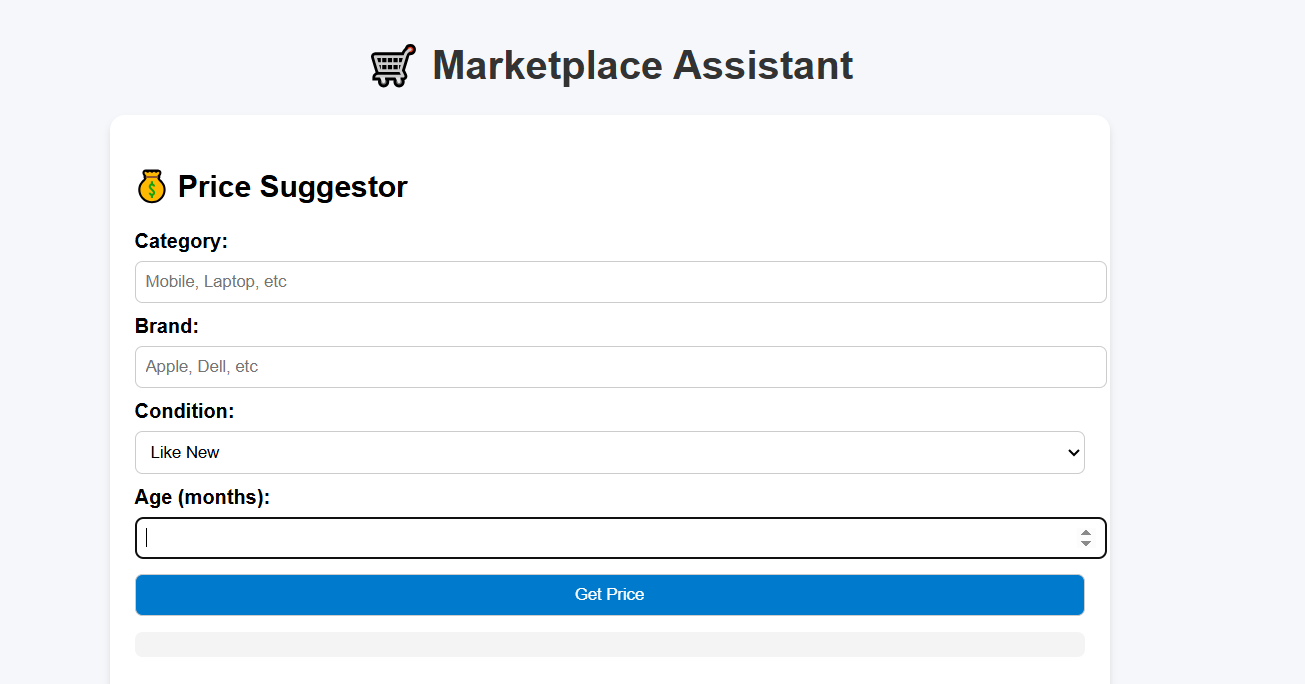 Marketplace Assistant
Price Suggestor
Category:
Mobile, Laptop, etc
Brand:
Apple, Dell, etc
Condition:
Like New
Age (months):
Get Price